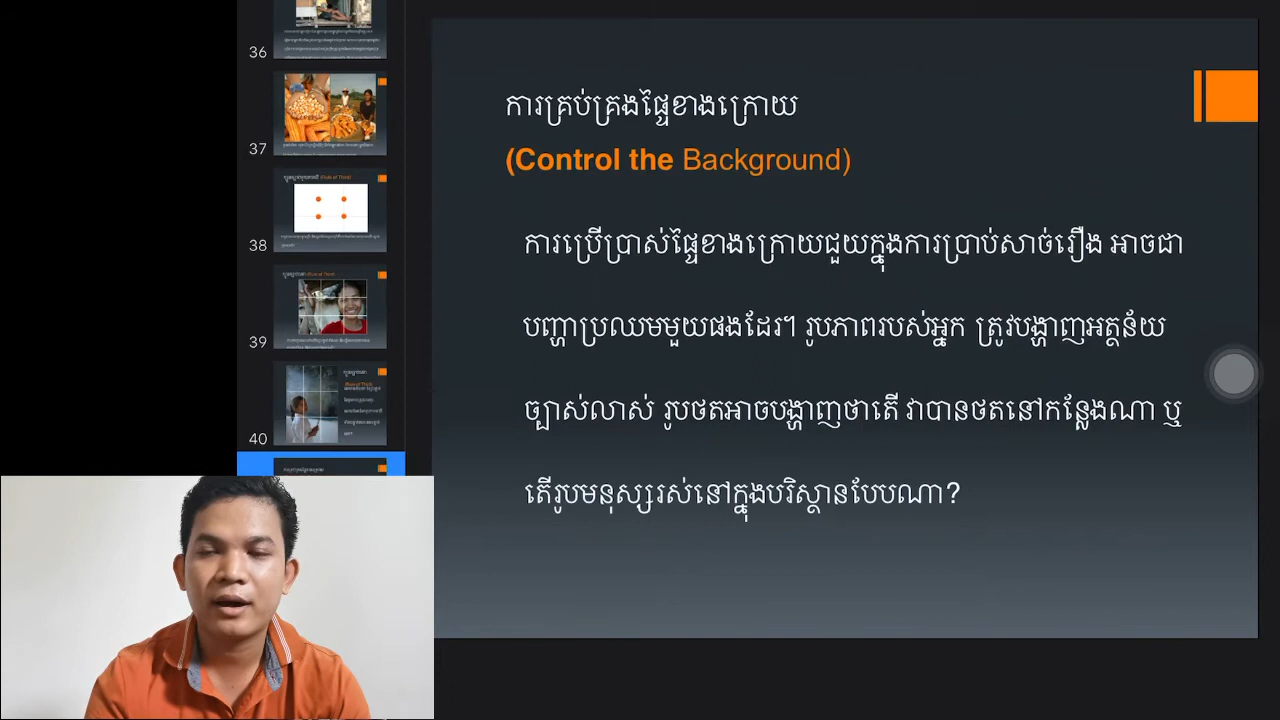 36
37
38
39
40
ការគ្រប់គ្រងផ្ទៃខាងក្រោយ
(Control the Background)
ការប្រើប្រាស់ផ្ទៃខាងក្រោយជួយក្នុងការប្រាប់សាច់រឿង អាចជា
បញ្ហាប្រឈមមួយផងដែរ។ រូបភាពរបស់អ្នក ត្រូវបង្ហាញអត្ថន័យ
ច្បាស់លាស់ រូបថតអាចបង្ហាញថាតើ វាបានថតនៅកន្លែងណា ឬ
តើរូបមនុស្សរស់នៅក្នុងបរិស្ថានបែបណា?